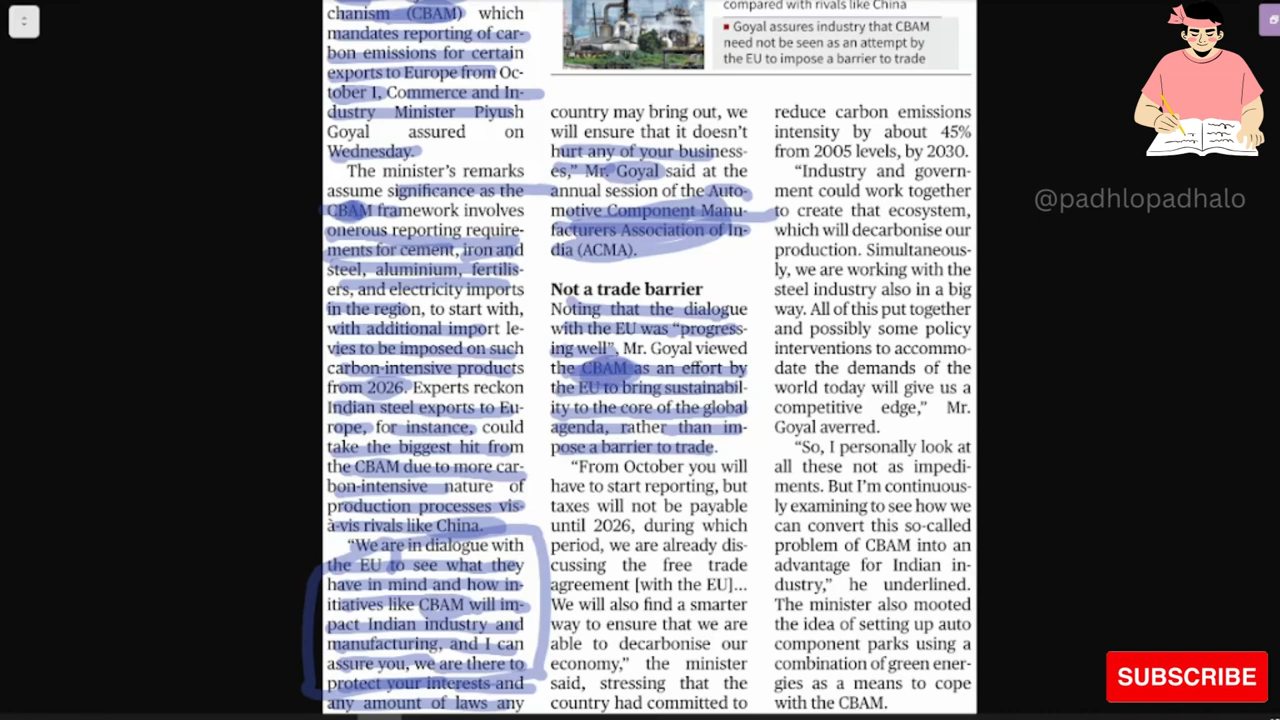 chanism (CBAM) which
mandates reporting of car-
bon emissions for certain
exports to Europe from Oc-
tober 1, Commerce and In-
dustry Minister Piyush
Goyal assured on
Wednesday.
The minister's remarks
assume significance as the
CBAM framework involves
onerous reporting require-
ments for cement, iron and
steel, aluminium, fertilis-
ers, and electricity imports
in the region, to start with,
with additional import le-
vies to be imposed on such
carbon-intensive products
from 2026. Experts reckon
Indian steel exports to Eu-
rope, for instance, could
take the biggest hit from
the CBAM due to more car-
bon-intensive nature of
production processes vis-
à-vis rivals like China.
"We are in dialogue with
the EU to see what they
have in mind and how in-
itiatives like CBAM will im-
pact Indian industry and
manufacturing, and I can
assure you, we are there to
protect your interests and
any amount of laws any
compared with rivals like China
▪ Goyal assures industry that CBAM
need not be seen as an attempt by
the EU to impose a barrier to trade
country may bring out, we
will ensure that it doesn't
hurt any of your business-
es," Mr. Goyal said at the
annual session of the Auto-
motive Component Manu-
facturers Association of In-
dia (ACMA).
Not a trade barrier
Noting that the dialogue
with the EU was "progress-
ing well", Mr. Goyal viewed
the CBAM as an effort by
the EU to bring sustainabil-
ity to the core of the global
agenda, rather than im-
pose a barrier to trade.
"From October you will
have to start reporting, but
taxes will not be payable
until 2026, during which
period, we are already dis-
cussing the free trade
agreement [with the EU]...
We will also find a smarter
way to ensure that we are
able to decarbonise our
economy," the minister
said, stressing that the
country had committed to
reduce carbon emissions
intensity by about 45%
from 2005 levels, by 2030.
"Industry and govern-
ment could work together
to create that ecosystem,
which will decarbonise our
production. Simultaneous-
ly, we are working with the
steel industry also in a big
way. All of this put together
and possibly some policy
interventions to accommo-
date the demands of the
world today will give us a
competitive edge," Mr.
Goyal averred.
"So, I personally look at
all these not as impedi-
ments. But I'm continuous-
ly examining to see how we
can convert this so-called
problem of CBAM into an
advantage for Indian in-
dustry," he underlined.
The minister also mooted
the idea of setting up auto
component parks using a
combination of green ener-
gies as a means to cope
with the CBAM.
@padhlopadhalo
SUBSCRIBE